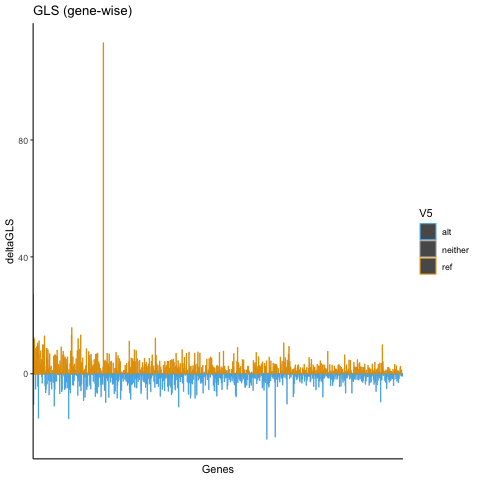 GLS (gene-wise)
80
40
0
deltaGLS
Genes
V5
alt
neither
ref